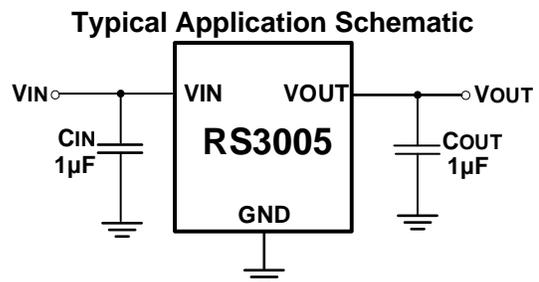 Typical Application Schematic
VIN
VIN
VOUT
VOUT
CIN
1µF
RS3005
COUT
1µF
GND